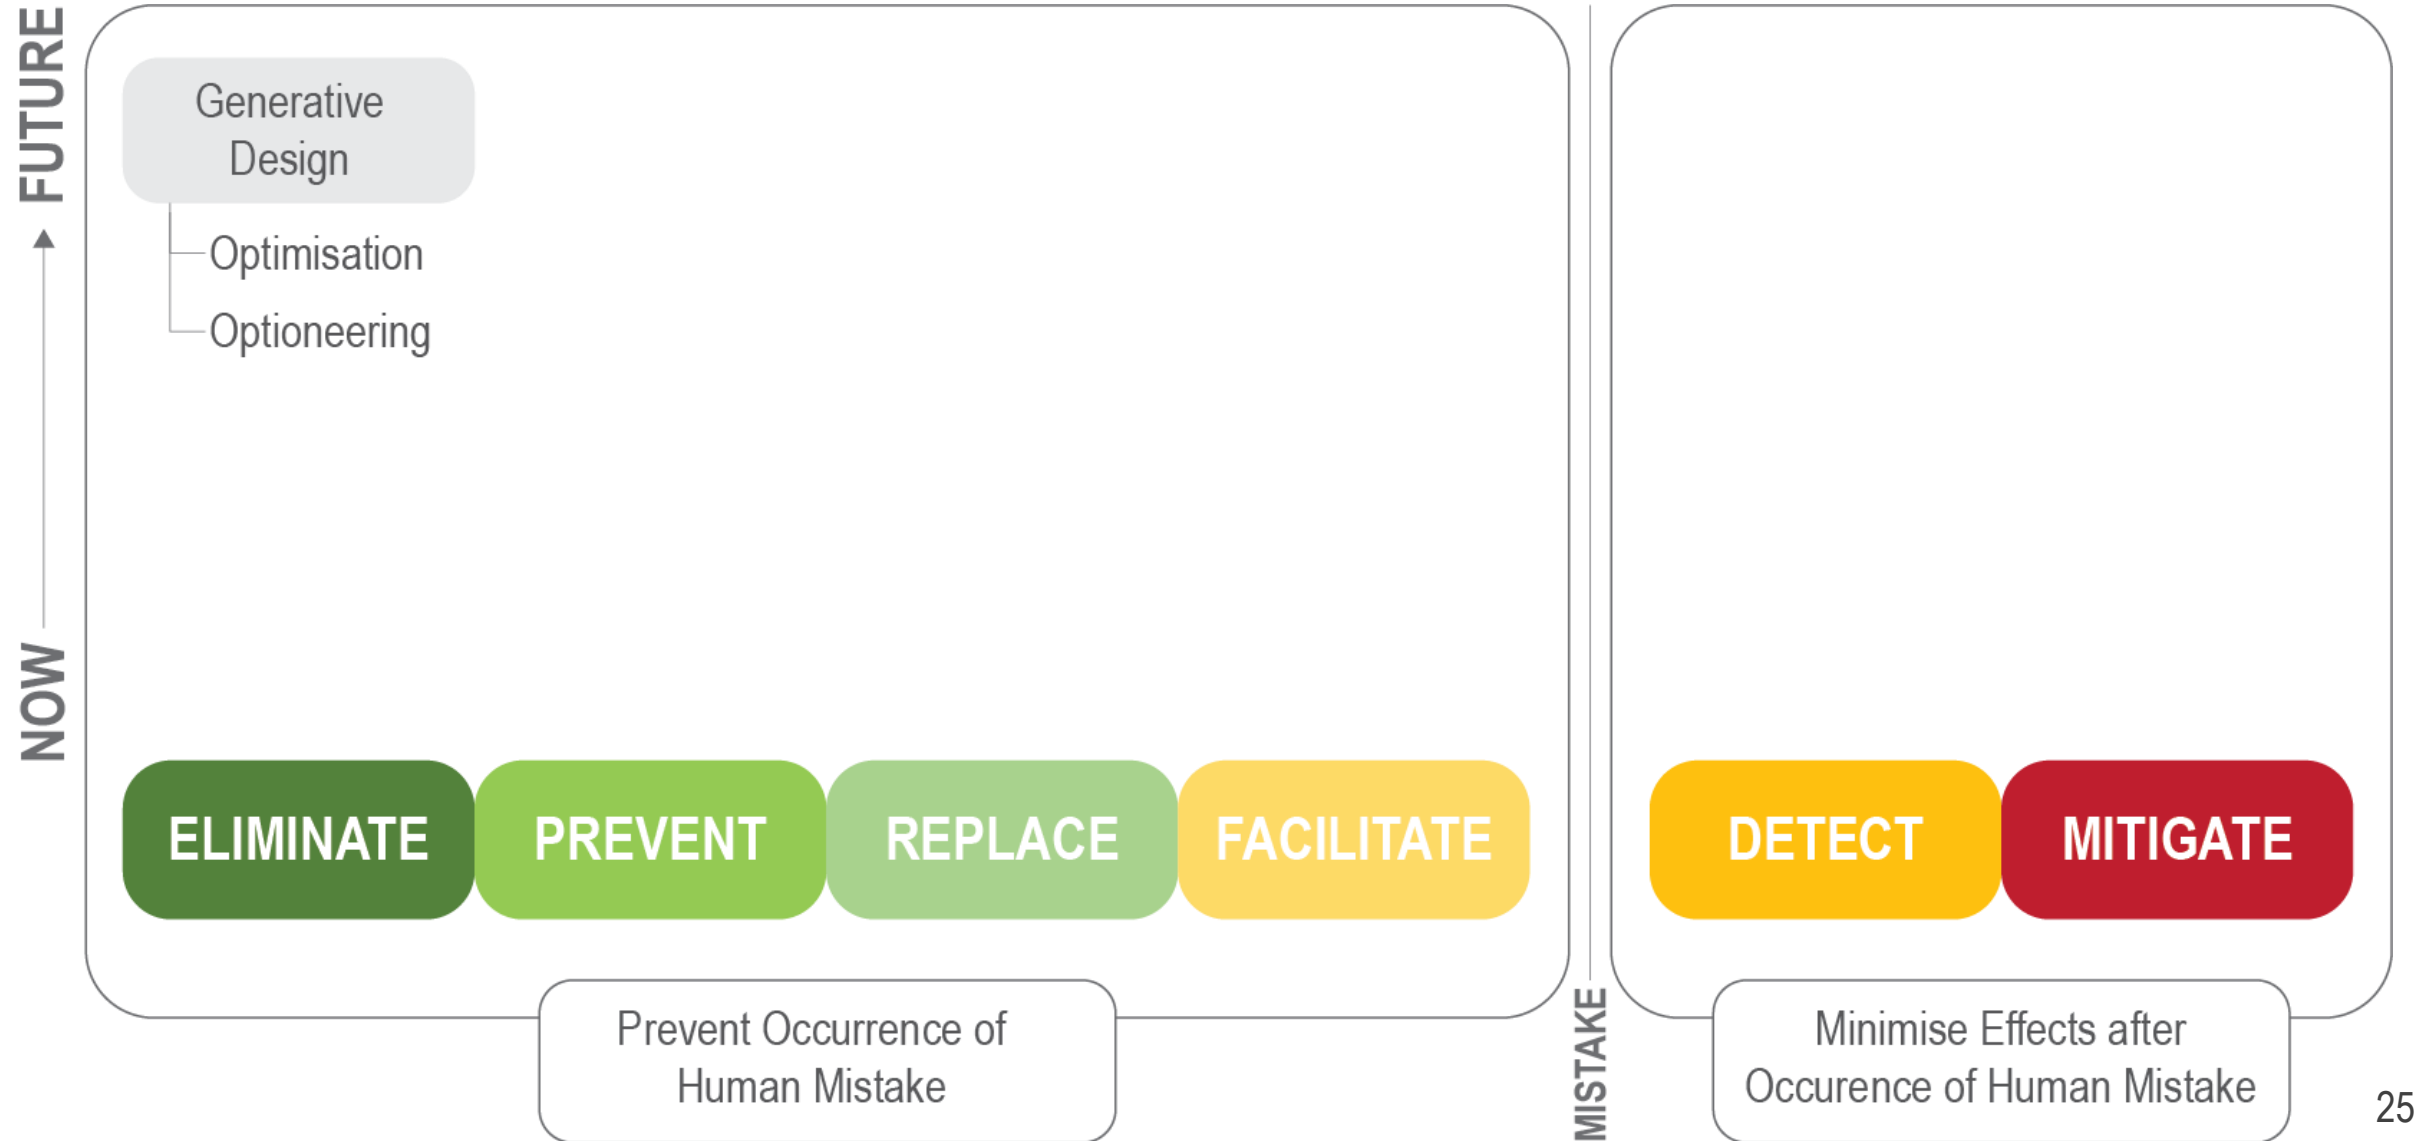 FUTURE
NOW
Generative
Design
Optimisation
Optioneering
ELIMINATE
PREVENT
REPLACE
FACILITATE
DETECT
MITIGATE
Prevent Occurrence of
Human Mistake
MISTAKE
Minimise Effects after
Occurence of Human Mistake
25